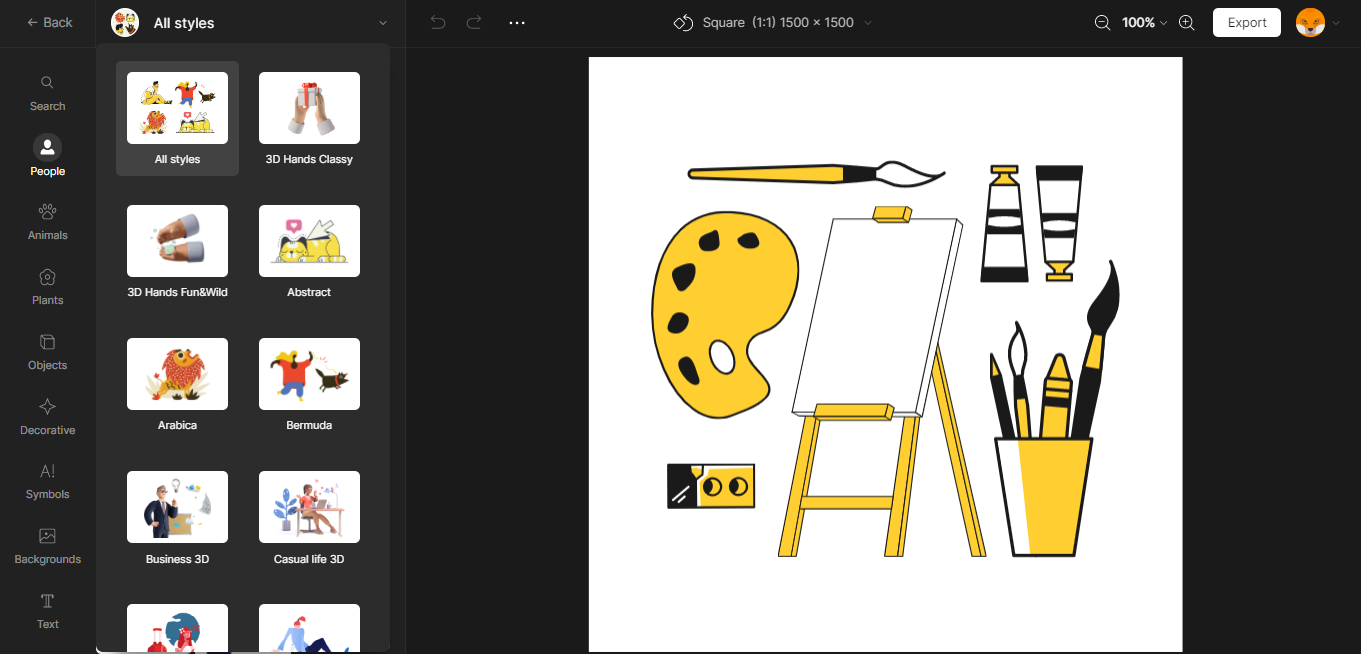 Back
All styles
Square (1:1) 1500 × 1500
100%
Export
Search
People
Animals
Plants
Objects
Decorative
A! Symbols
Backgrounds
Text
All styles
3D Hands Classy
3D Hands Fun&Wild
Abstract
Arabica
Bermuda
Business 3D
Casual life 3D